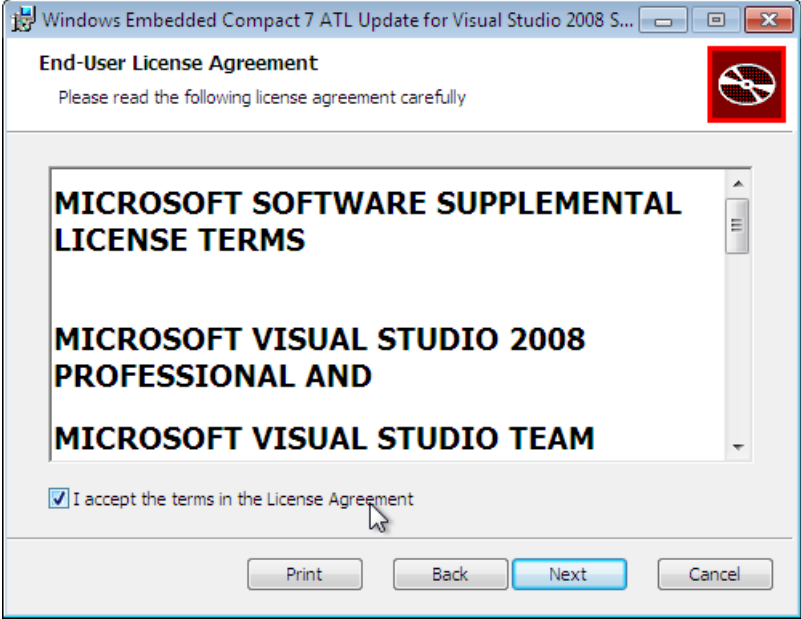 Windows Embedded Compact 7 ATL Update for Visual Studio 2008 S...
End-User License Agreement
Please read the following license agreement carefully
MICROSOFT SOFTWARE SUPPLEMENTAL
LICENSE TERMS
MICROSOFT VISUAL STUDIO 2008
PROFESSIONAL AND
MICROSOFT VISUAL STUDIO TEAM
I accept the terms in the License Agreement
Print Back Next Cancel